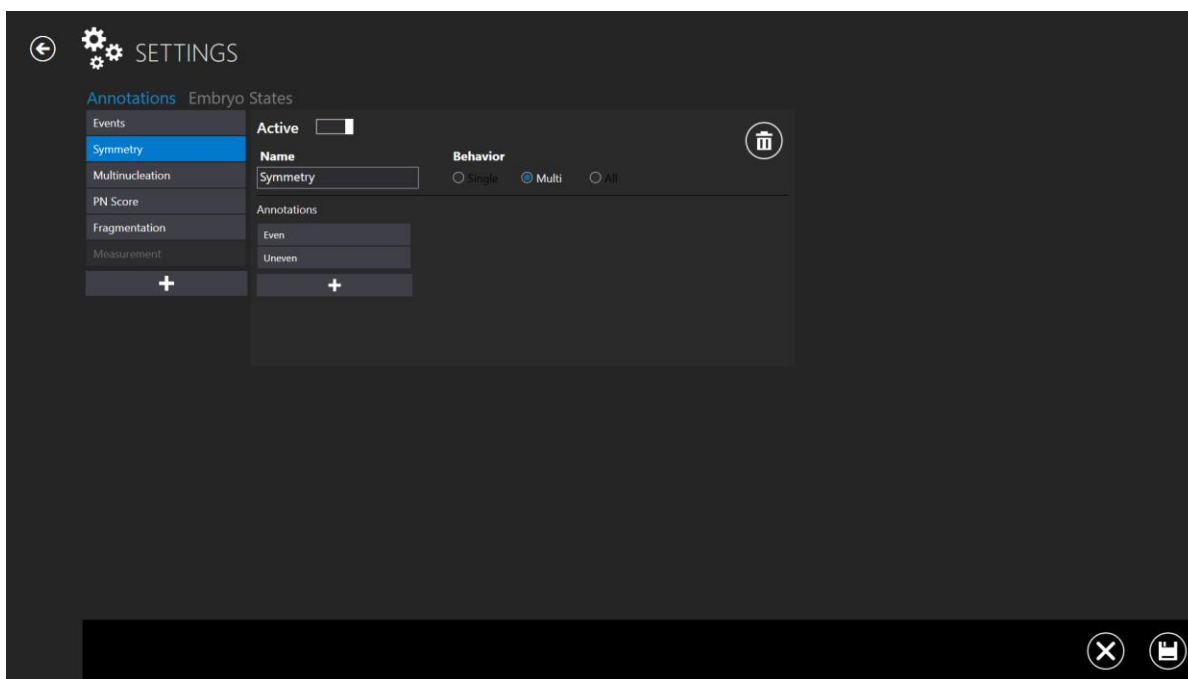 SETTINGS
Annotations Embryo States
Events
Symmetry
Multinucleation
PN Score
Fragmentation
Measurement
Active
Name
Behavior
Symmetry
Single
Multi
All
Annotations
Even
Uneven